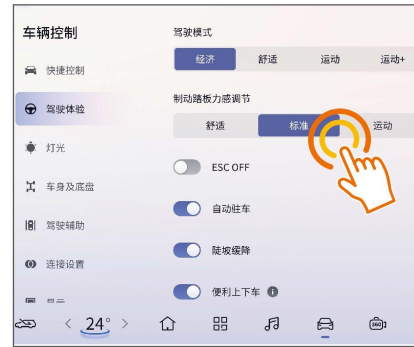 车辆控制
快捷控制
驾驶体验
灯光
车身及底盘
驾驶辅助
连接设置
显示
驾驶模式
经济 舒适 运动 运动+
制动踏板力感调节
舒适 标准 运动
ESC OFF
自动驻车
陡坡缓降
便利上下车
24°
360